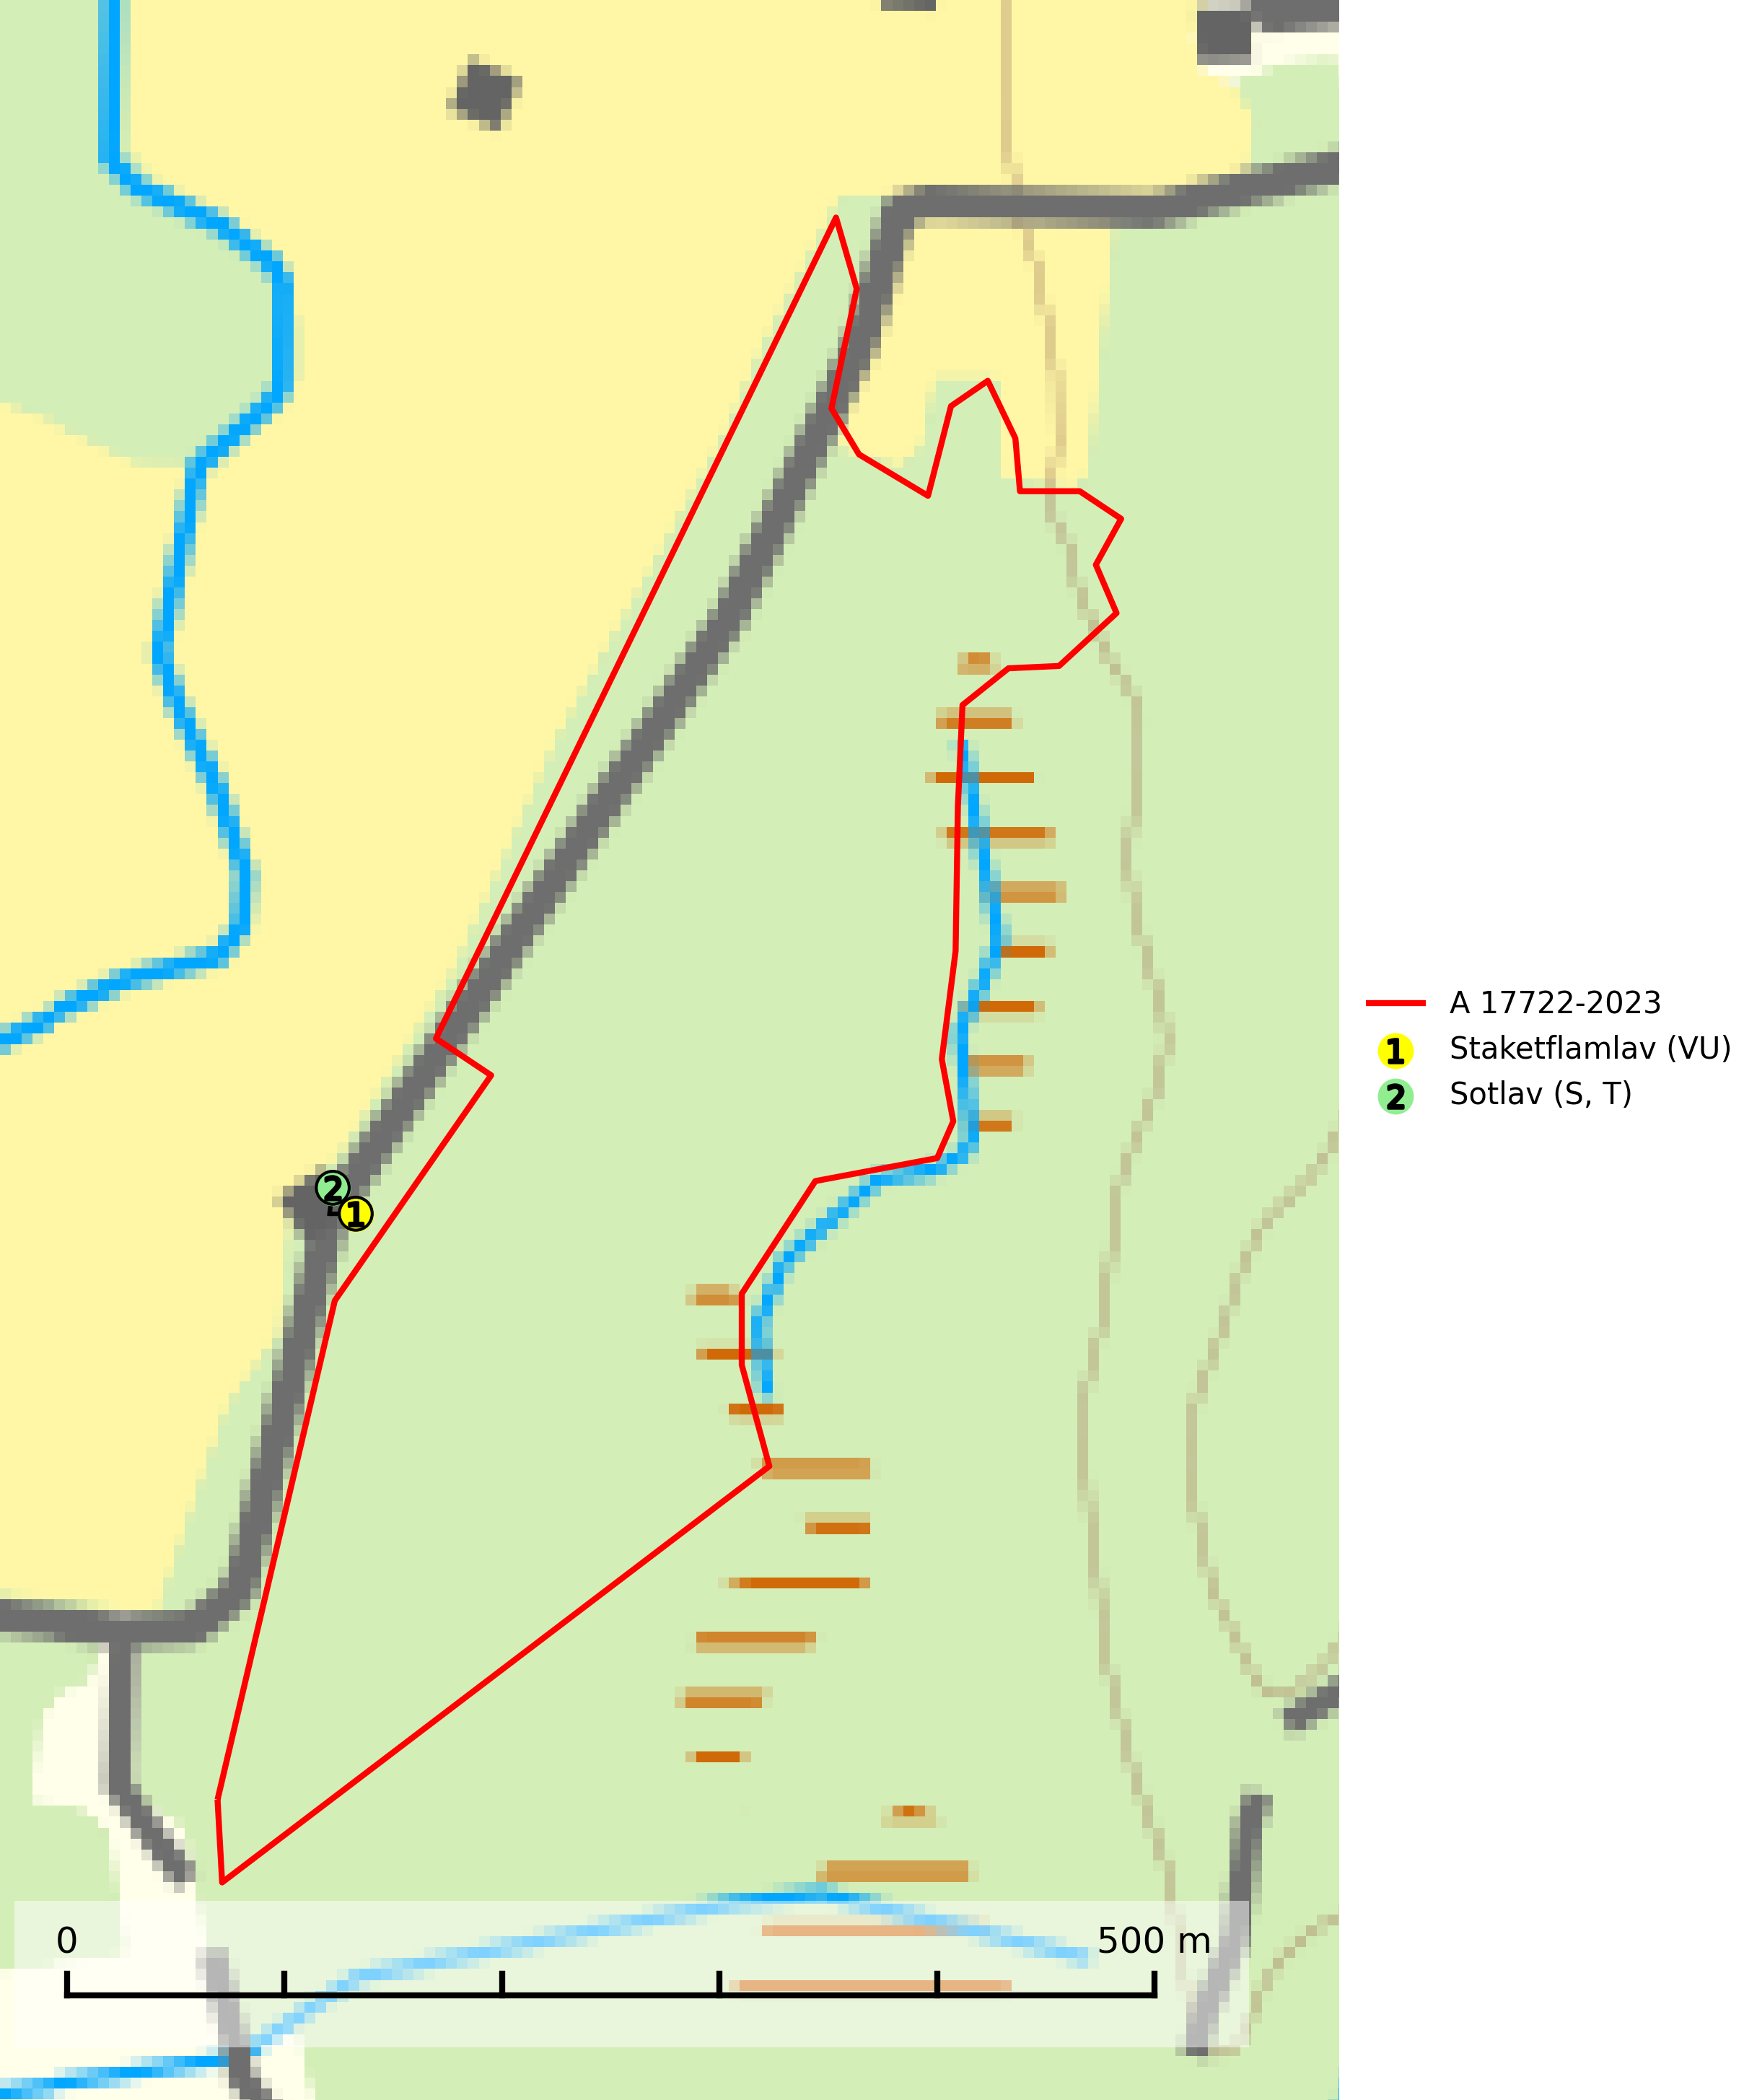 A 17722-2023
1 Staketflamlav (VU)
2 Sotlav (S, T)
2
1
0 500 m